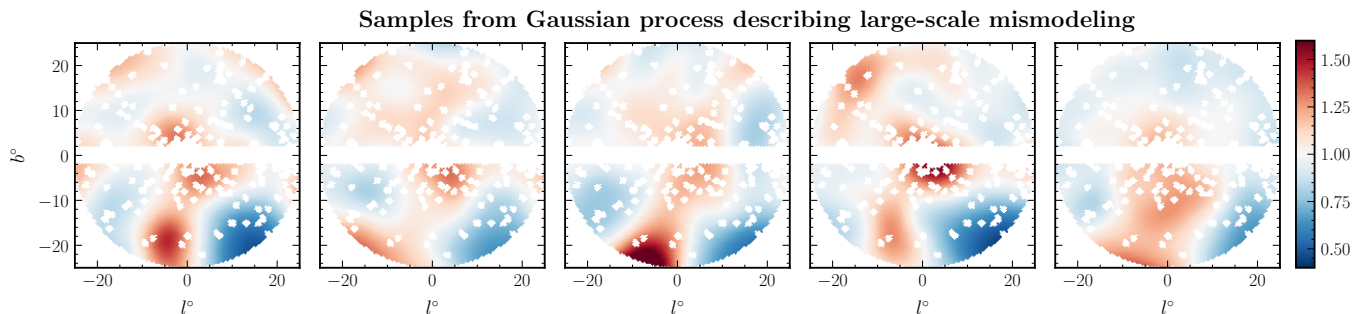 Samples from Gaussian process describing large-scale mismodeling
20
10
0
−10
−20
b°
−20 0 20 −20 0 20 −20 0 20 −20 0 20 −20 0 20
l° l° l° l° l°
1.50
1.25
1.00
0.75
0.50